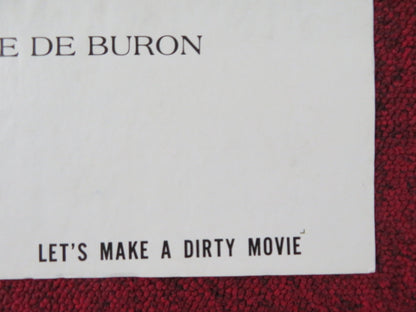 E DE BURON
LET'S MAKE A DIRTY MOVIE